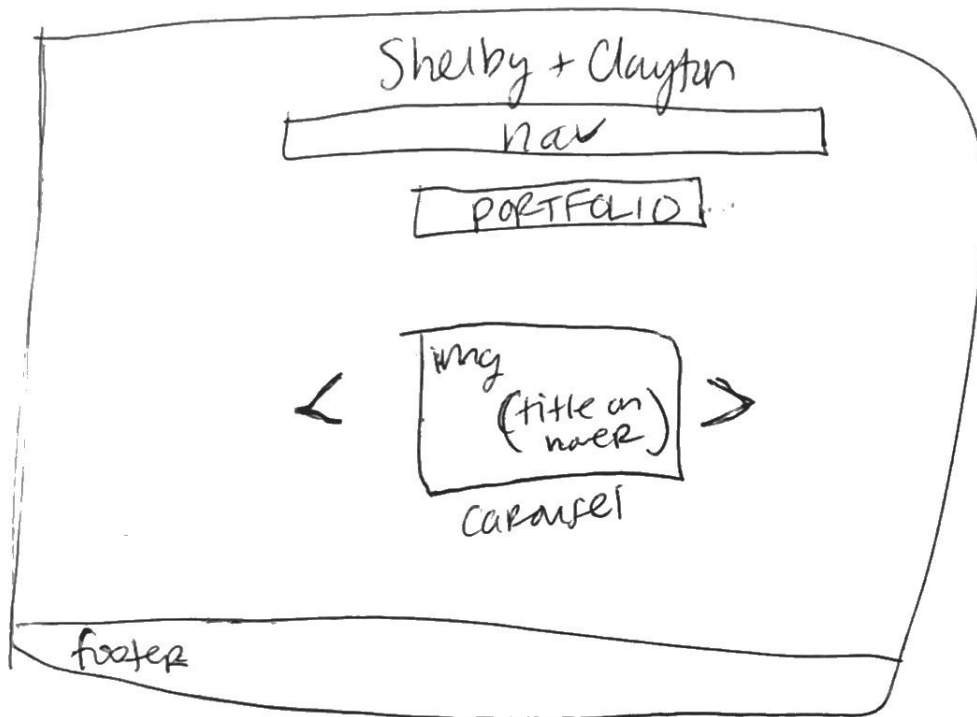 Shelby + Clayton
nav
PORTFOLIO
<
img
(title on
hover)
>
carousel
footer